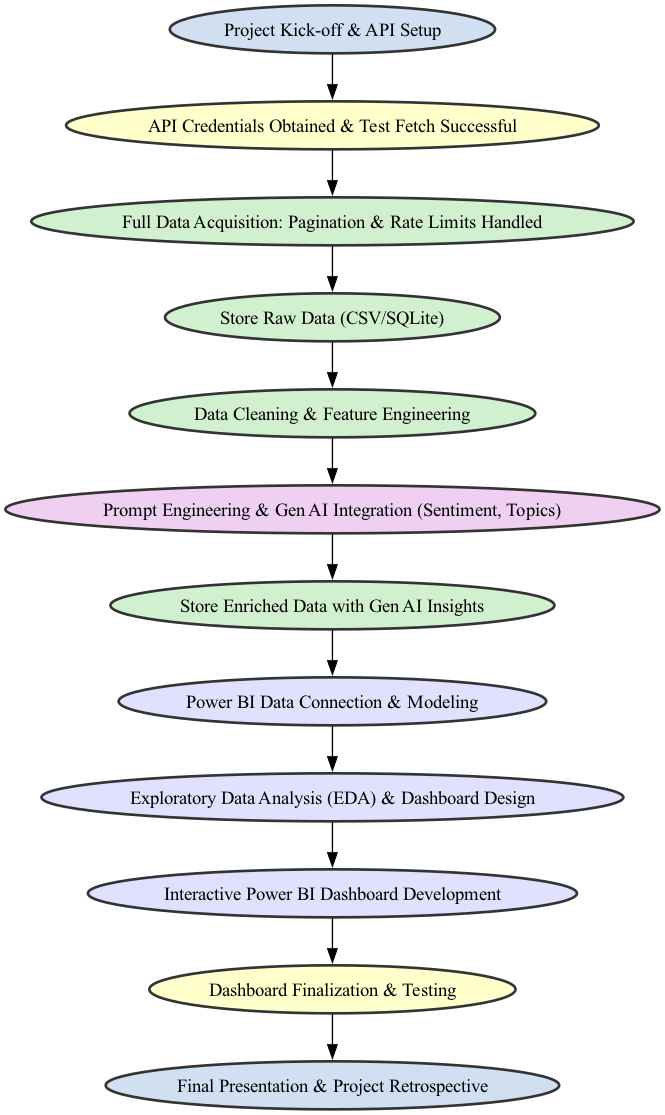 Project Kick-off & API Setup
API Credentials Obtained & Test Fetch Successful
Full Data Acquisition: Pagination & Rate Limits Handled
Store Raw Data (CSV/SQLite)
Data Cleaning & Feature Engineering
Prompt Engineering & Gen AI Integration (Sentiment, Topics)
Store Enriched Data with Gen AI Insights
Power BI Data Connection & Modeling
Exploratory Data Analysis (EDA) & Dashboard Design
Interactive Power BI Dashboard Development
Dashboard Finalization & Testing
Final Presentation & Project Retrospective